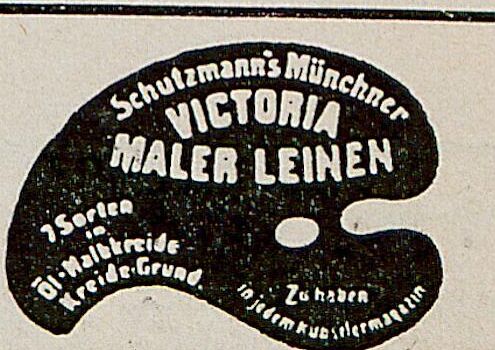 Schutzmann's Münchner
VICTORIA
MALER LEINEN
7 Sorten
in
Öl-Halbkreide
Kreide-Grund.
Zu haben
in jedem Künstlermagazin